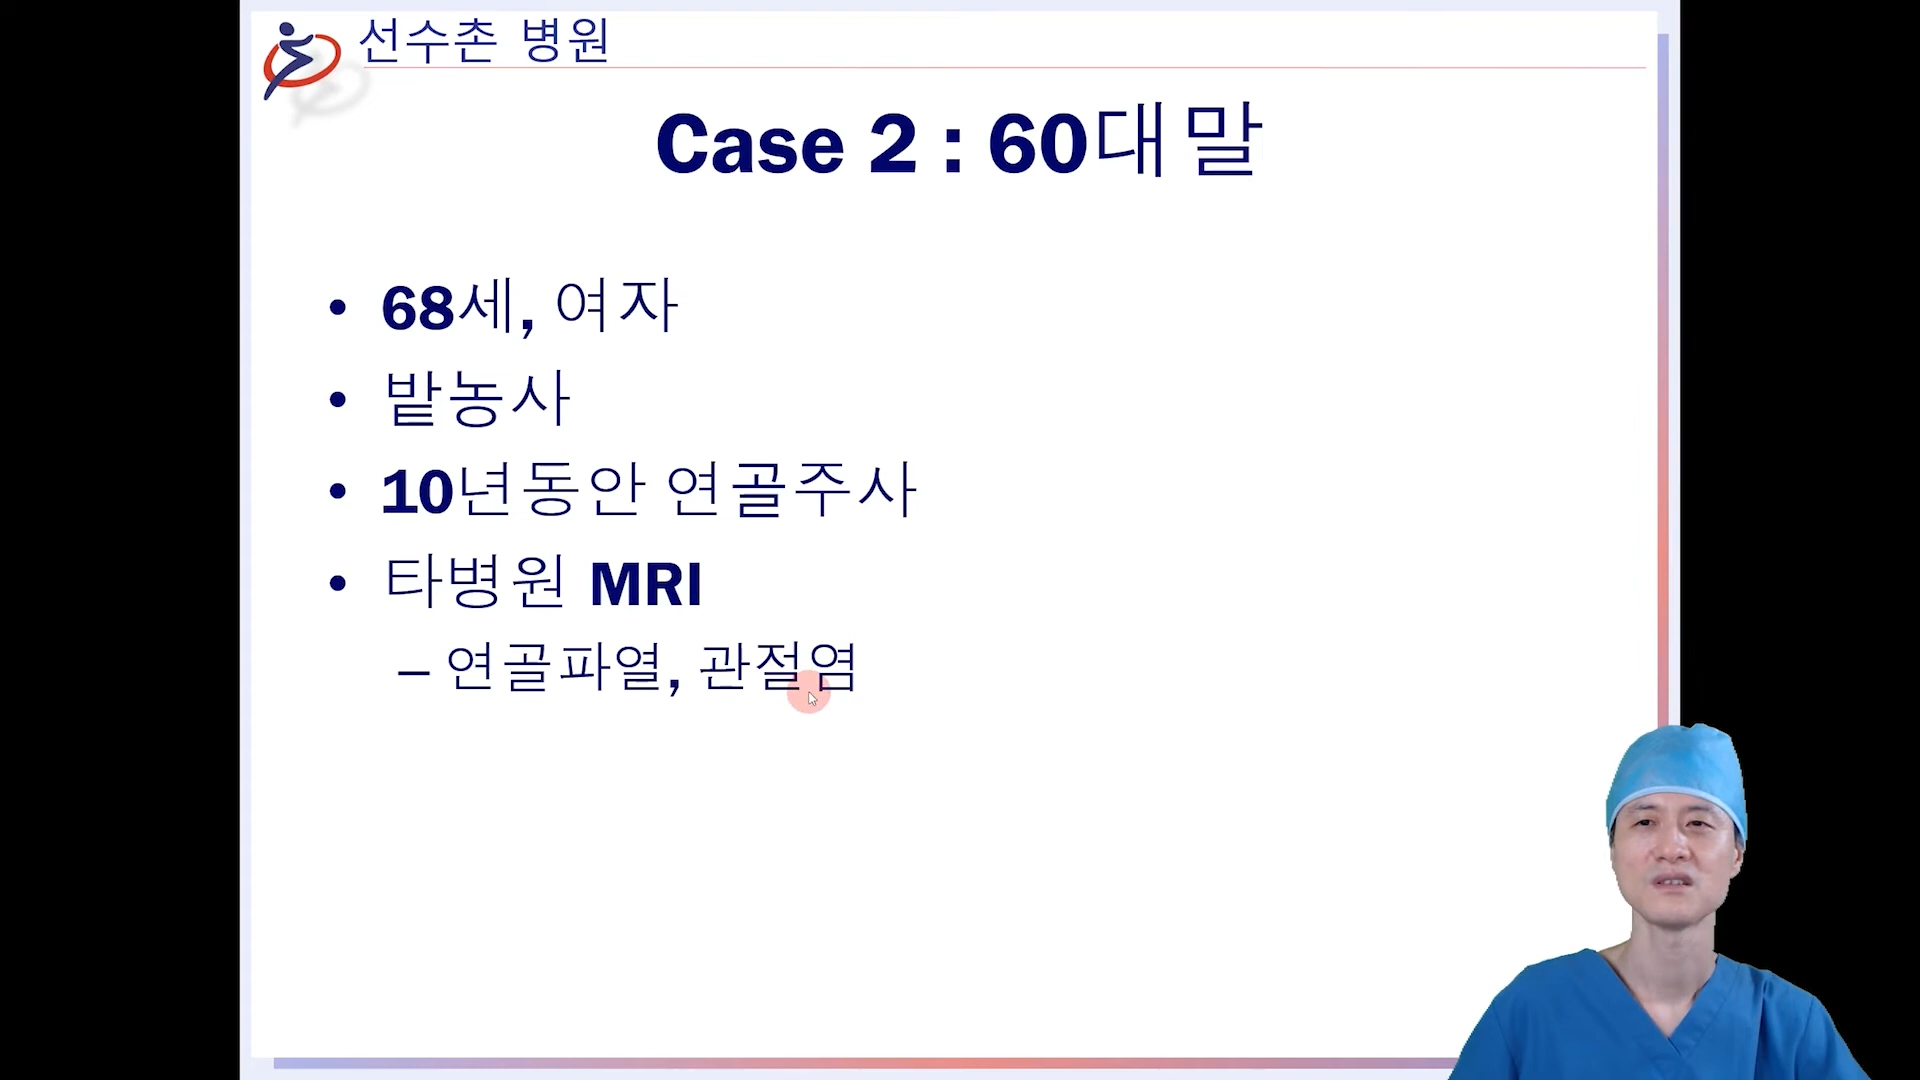 선수촌 병원
Case 2 : 60대말
• 68세, 여자
• 밭농사
• 10년동안 연골주사
• 타병원 MRI
– 연골파열, 관절염